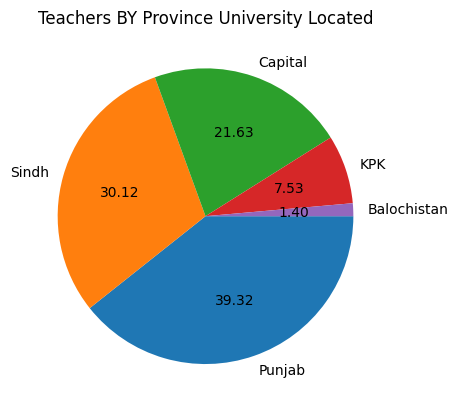 Teachers BY Province University Located
Capital
21.63
KPK
7.53
Sindh
30.12
Balochistan
1.40
39.32
Punjab